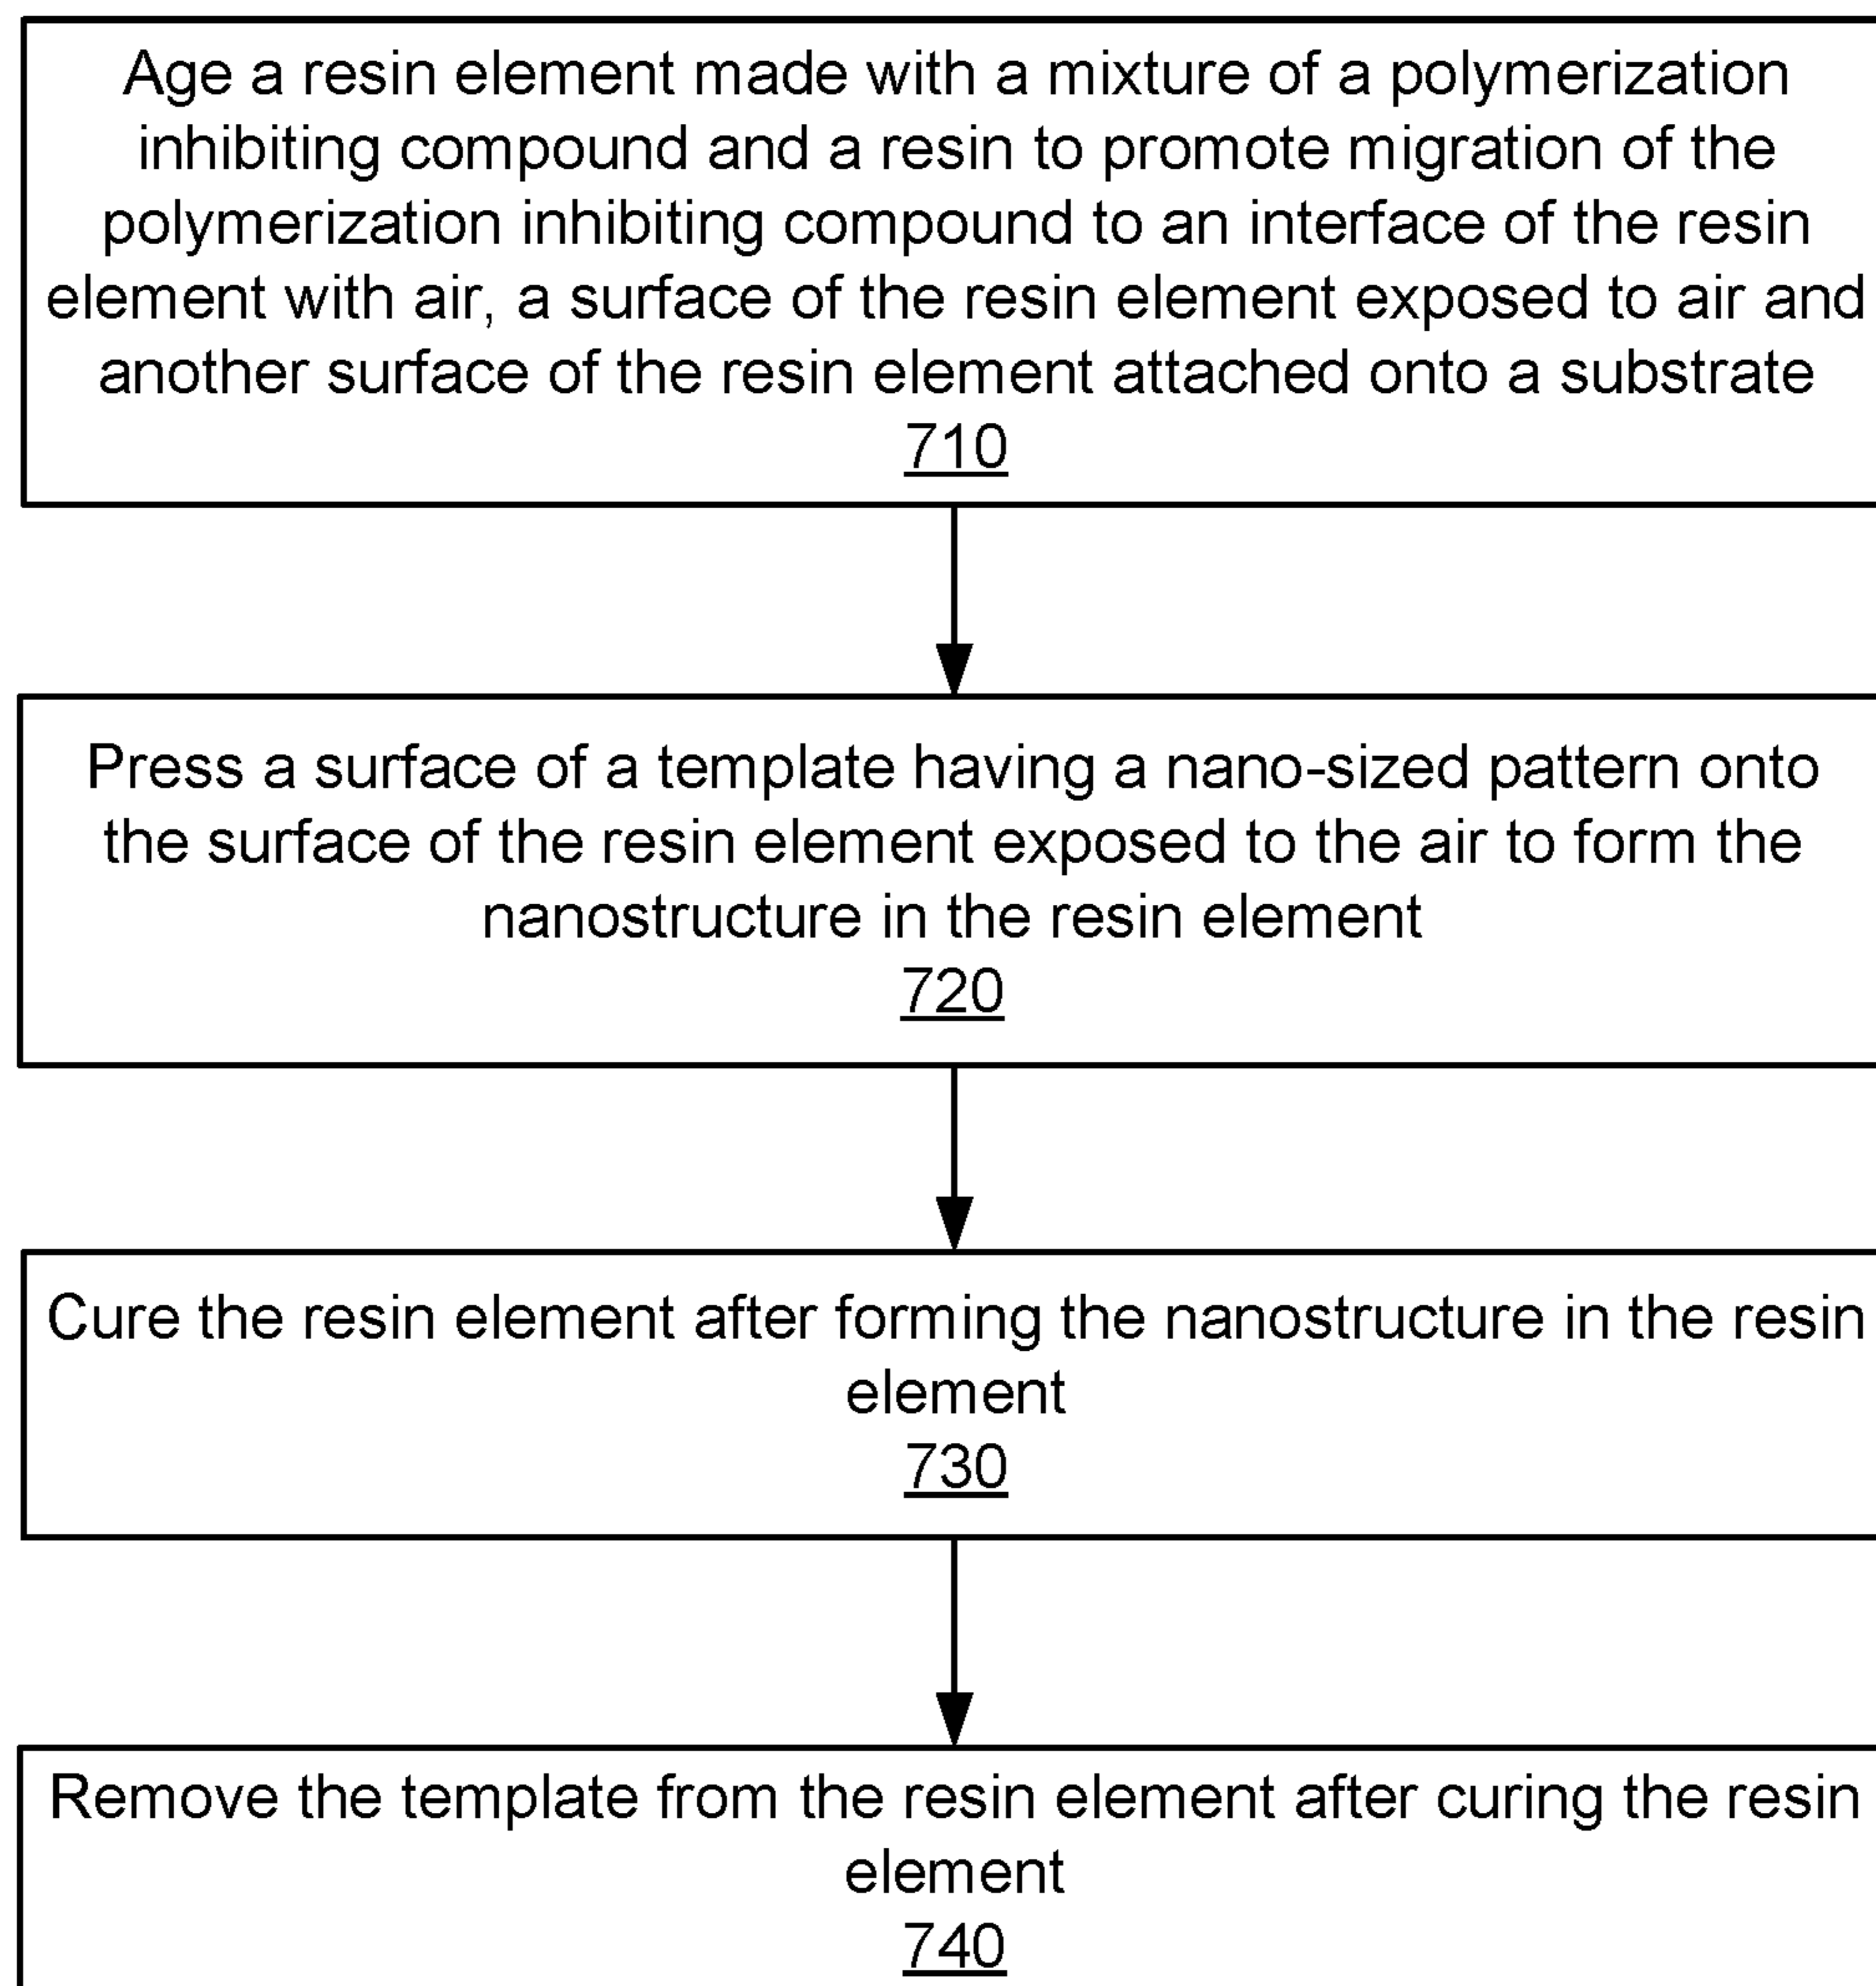 Age a resin element made with a mixture of a polymerization
inhibiting compound and a resin to promote migration of the
polymerization inhibiting compound to an interface of the resin
element with air, a surface of the resin element exposed to air and
another surface of the resin element attached onto a substrate
710
Press a surface of a template having a nano-sized pattern onto
the surface of the resin element exposed to the air to form the
nanostructure in the resin element
720
Cure the resin element after forming the nanostructure in the resin
element
730
Remove the template from the resin element after curing the resin
element
740